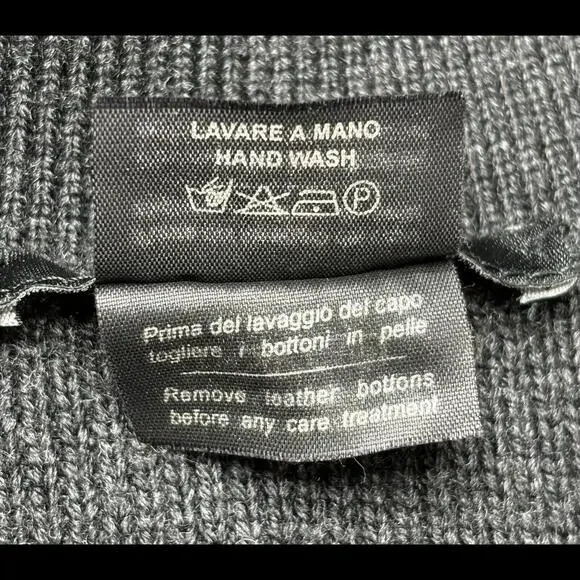 LAVARE A MANO
HAND WASH
P
Prima del lavaggio del capo
togliere i bottoni in pelle
Remove leather bottons
before any care treatment